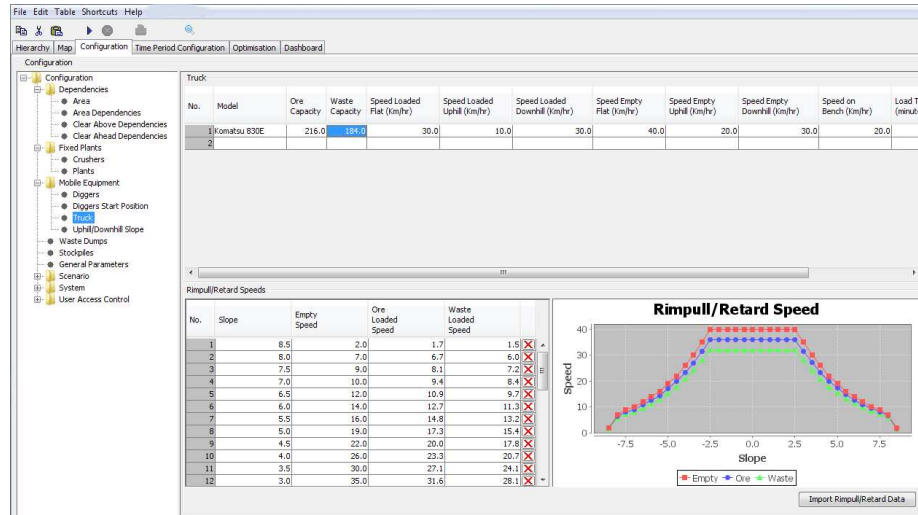 File Edit Table Shortcuts Help
Hierarchy Map Configuration Time Period Configuration Optimisation Dashboard
Configuration
Configuration
Dependencies
Area
Area Dependencies
Clear Above Dependencies
Clear Ahead Dependencies
Fixed Plants
Crushers
Plants
Mobile Equipment
Diggers
Diggers Start Position
Truck
Uphill/Downhill Slope
Waste Dumps
Stockpiles
General Parameters
Scenario
System
User Access Control
Truck
No. Model Ore Capacity Waste Capacity Speed Loaded Flat (Km/hr) Speed Loaded Uphill (Km/hr) Speed Loaded Downhill (Km/hr) Speed Empty Flat (Km/hr) Speed Empty Uphill (Km/hr) Speed Empty Downhill (Km/hr) Speed on Bench (Km/hr) Load T (minut
1 Komatsu 830E 216.0 184.0 30.0 10.0 30.0 40.0 20.0 30.0 20.0
2
Rimpull/Retard Speeds
No. Slope Empty Speed Ore Loaded Speed Waste Loaded Speed
1 8.5 2.0 1.7 1.5
2 8.0 7.0 6.7 6.0
3 7.5 9.0 8.1 7.2
4 7.0 10.0 9.4 8.4
5 6.5 12.0 10.9 9.7
6 6.0 14.0 12.7 11.3
7 5.5 16.0 14.8 13.2
8 5.0 19.0 17.3 15.4
9 4.5 22.0 20.0 17.8
10 4.0 26.0 23.3 20.7
11 3.5 30.0 27.1 24.1
12 3.0 35.0 31.6 28.1
Rimpull/Retard Speed
Speed
40
30
20
10
0
-7.5 -5.0 -2.5 0.0 2.5 5.0 7.5
Slope
Empty Ore Waste
Import Rimpull/Retard Data